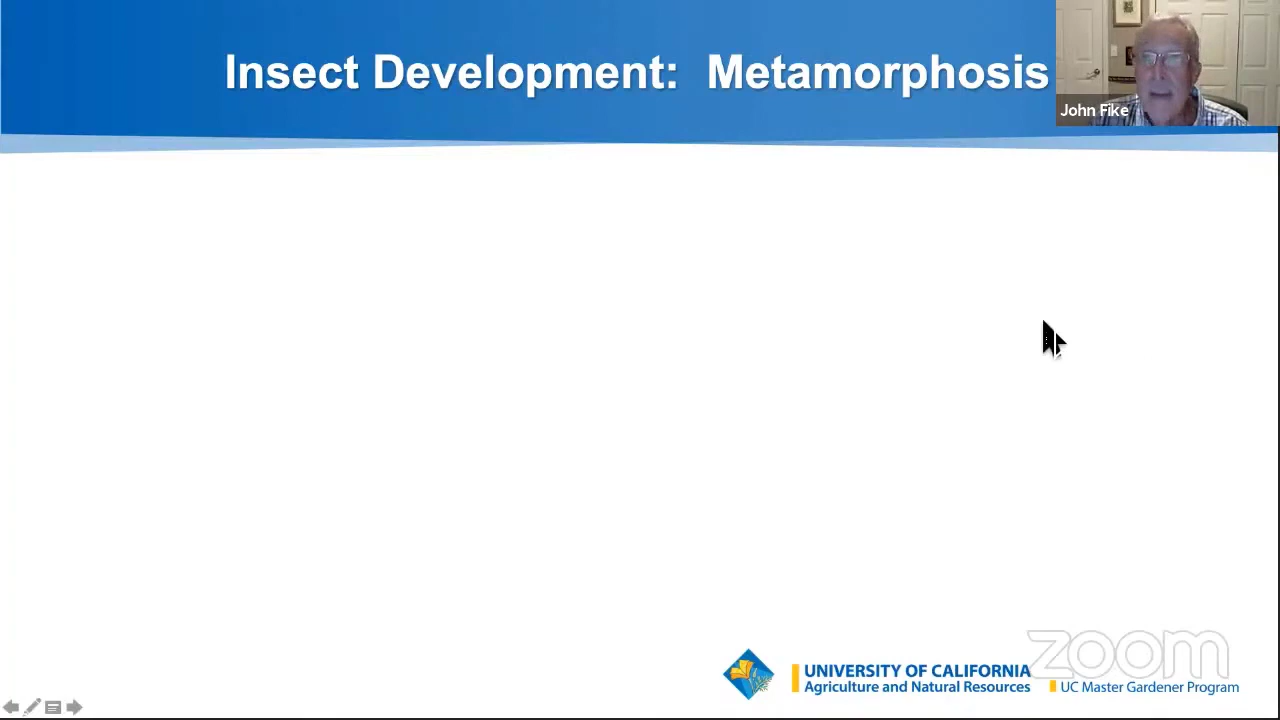 Insect Development: Metamorphosis
John Fike
zoom
UNIVERSITY OF CALIFORNIA
Agriculture and Natural Resources
UC Master Gardener Program